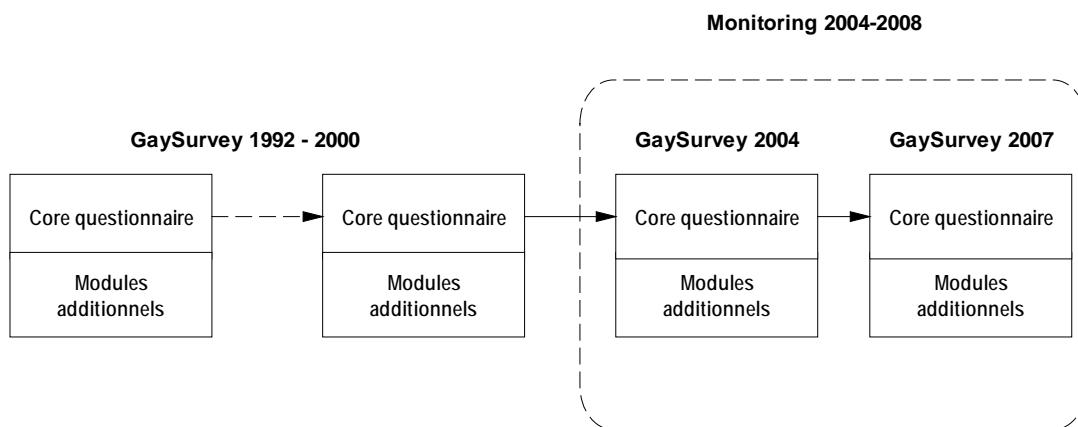 Monitoring 2004-2008
GaySurvey 1992 - 2000
GaySurvey 2004
GaySurvey 2007
Core questionnaire
Core questionnaire
Core questionnaire
Core questionnaire
Modules
additionnels
Modules
additionnels
Modules
additionnels
Modules
additionnels